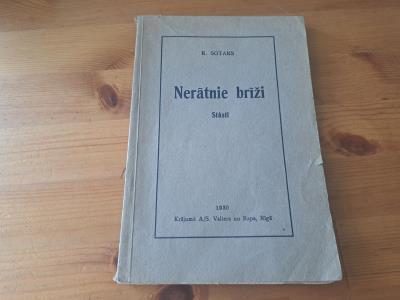 R. SOTAKS
Nerātnie brīži
Stāsti
1930
Krājumā A/S. Valters un Rapa, Rīgā